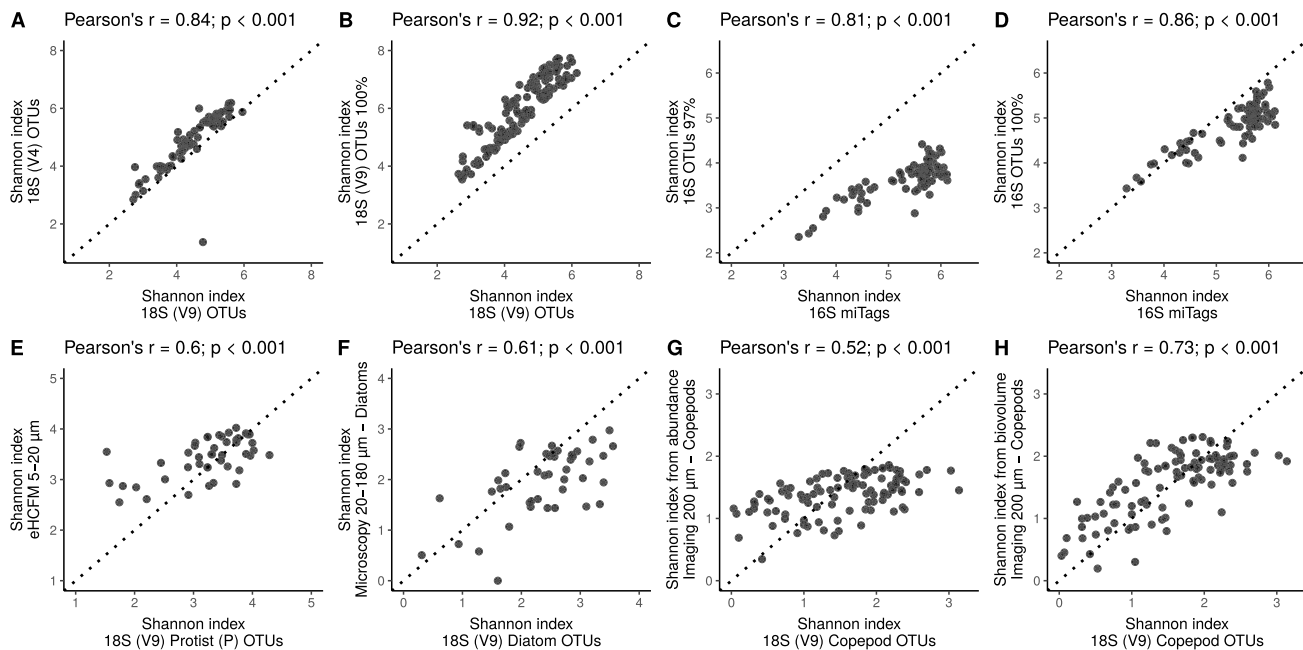 A Pearson's r = 0.84; p < 0.001
Shannon index
18S (V4) OTUs
8
6
4
2
2 4 6 8
Shannon index
18S (V9) OTUs
B Pearson's r = 0.92; p < 0.001
Shannon index
18S (V9) OTUs 100%
8
6
4
2
2 4 6 8
Shannon index
18S (V9) OTUs
C Pearson's r = 0.81; p < 0.001
Shannon index
16S OTUs 97%
6
5
4
3
2
2 3 4 5 6
Shannon index
16S miTags
D Pearson's r = 0.86; p < 0.001
Shannon index
16S OTUs 100%
6
5
4
3
2
2 3 4 5 6
Shannon index
16S miTags
E Pearson's r = 0.6; p < 0.001
Shannon index
eHCFM 5−20 µm
5
4
3
2
1
1 2 3 4 5
Shannon index
18S (V9) Protist (P) OTUs
F Pearson's r = 0.61; p < 0.001
Shannon index
Microscopy 20−180 µm − Diatoms
4
3
2
1
0
0 1 2 3 4
Shannon index
18S (V9) Diatom OTUs
G Pearson's r = 0.52; p < 0.001
Shannon index from abundance
Imaging 200 µm − Copepods
3
2
1
0
0 1 2 3
Shannon index
18S (V9) Copepod OTUs
H Pearson's r = 0.73; p < 0.001
Shannon index from biovolume
Imaging 200 µm − Copepods
3
2
1
0
0 1 2 3
Shannon index
18S (V9) Copepod OTUs